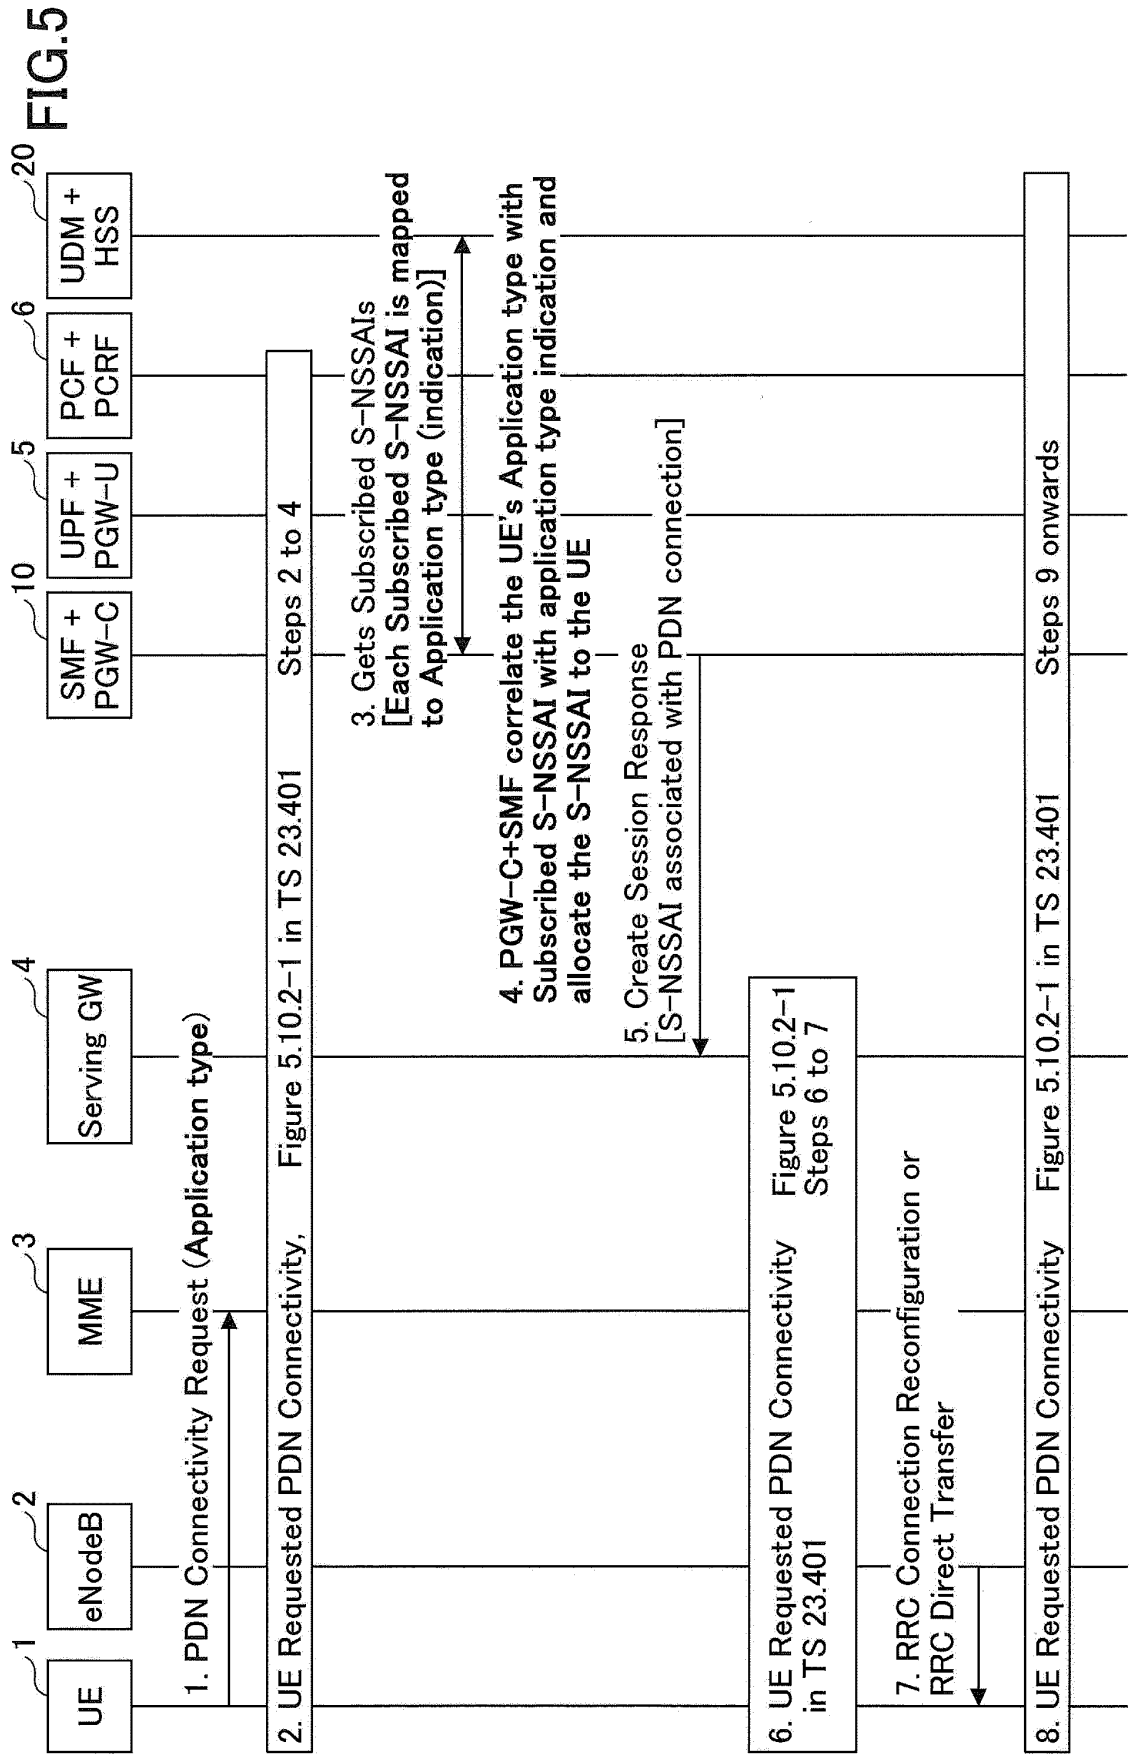 FIG.5
1
UE
2
eNodeB
3
MME
4
Serving GW
10
SMF +
PGW-C
5
UPF +
PGW-U
6
PCF +
PCRF
20
UDM +
HSS
1. PDN Connectivity Request (Application type)
2. UE Requested PDN Connectivity, Figure 5.10.2-1 in TS 23.401 Steps 2 to 4
3. Gets Subscribed S-NSSAIs
[Each Subscribed S-NSSAI is mapped
to Application type (indication)]
4. PGW-C+SMF correlate the UE's Application type with
Subscribed S-NSSAI with application type indication and
allocate the S-NSSAI to the UE
5. Create Session Response
[S-NSSAI associated with PDN connection]
6. UE Requested PDN Connectivity Figure 5.10.2-1
in TS 23.401 Steps 6 to 7
7. RRC Connection Reconfiguration or
RRC Direct Transfer
8. UE Requested PDN Connectivity Figure 5.10.2-1 in TS 23.401 Steps 9 onwards